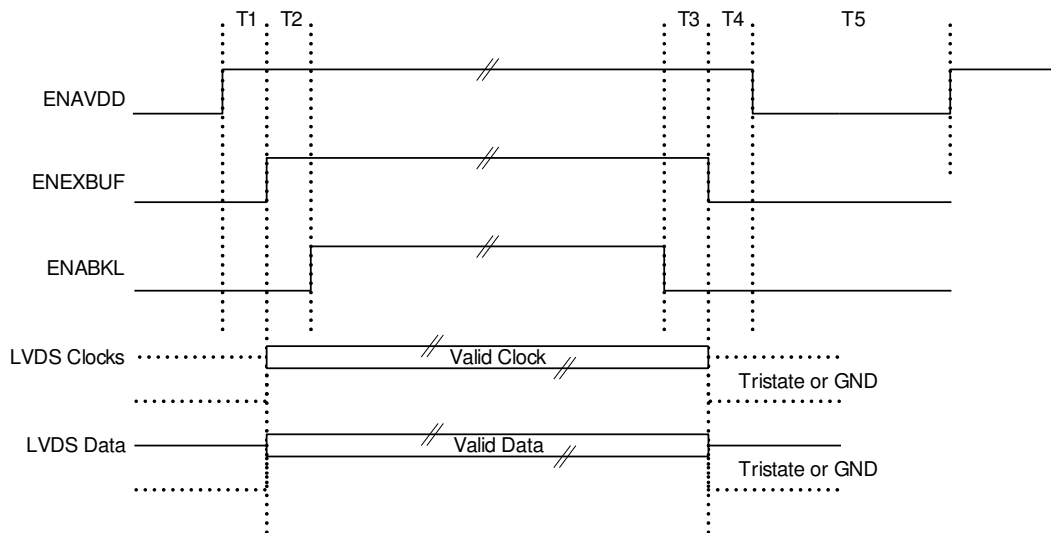 T1 T2 T3 T4 T5
ENAVDD
ENEXBUF
ENABKL
LVDS Clocks Valid Clock
Tristate or GND
LVDS Data Valid Data
Tristate or GND